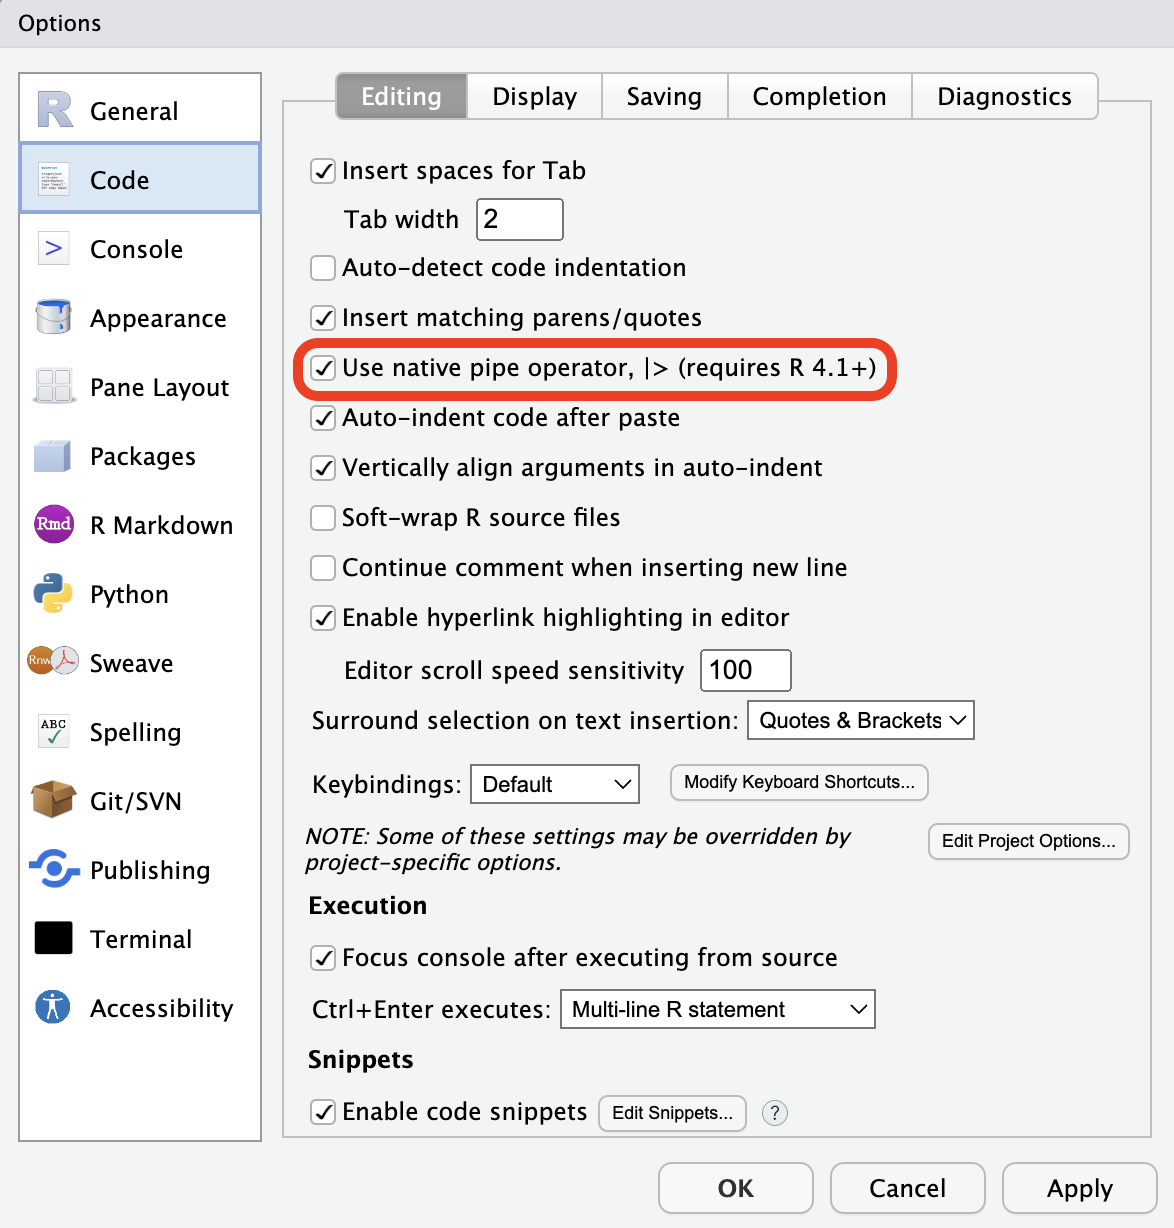 Options
General
Code
> Console
Appearance
Pane Layout
Packages
Rmd R Markdown
Python
Rnw Sweave
ABC Spelling
Git/SVN
Publishing
Terminal
Accessibility
Editing Display Saving Completion Diagnostics
Insert spaces for Tab
Tab width 2
Auto-detect code indentation
Insert matching parens/quotes
Use native pipe operator, |> (requires R 4.1+)
Auto-indent code after paste
Vertically align arguments in auto-indent
Soft-wrap R source files
Continue comment when inserting new line
Enable hyperlink highlighting in editor
Editor scroll speed sensitivity 100
Surround selection on text insertion: Quotes & Brackets
Keybindings: Default Modify Keyboard Shortcuts...
NOTE: Some of these settings may be overridden by
project-specific options.
Edit Project Options...
Execution
Focus console after executing from source
Ctrl+Enter executes: Multi-line R statement
Snippets
Enable code snippets Edit Snippets... ?
OK Cancel Apply